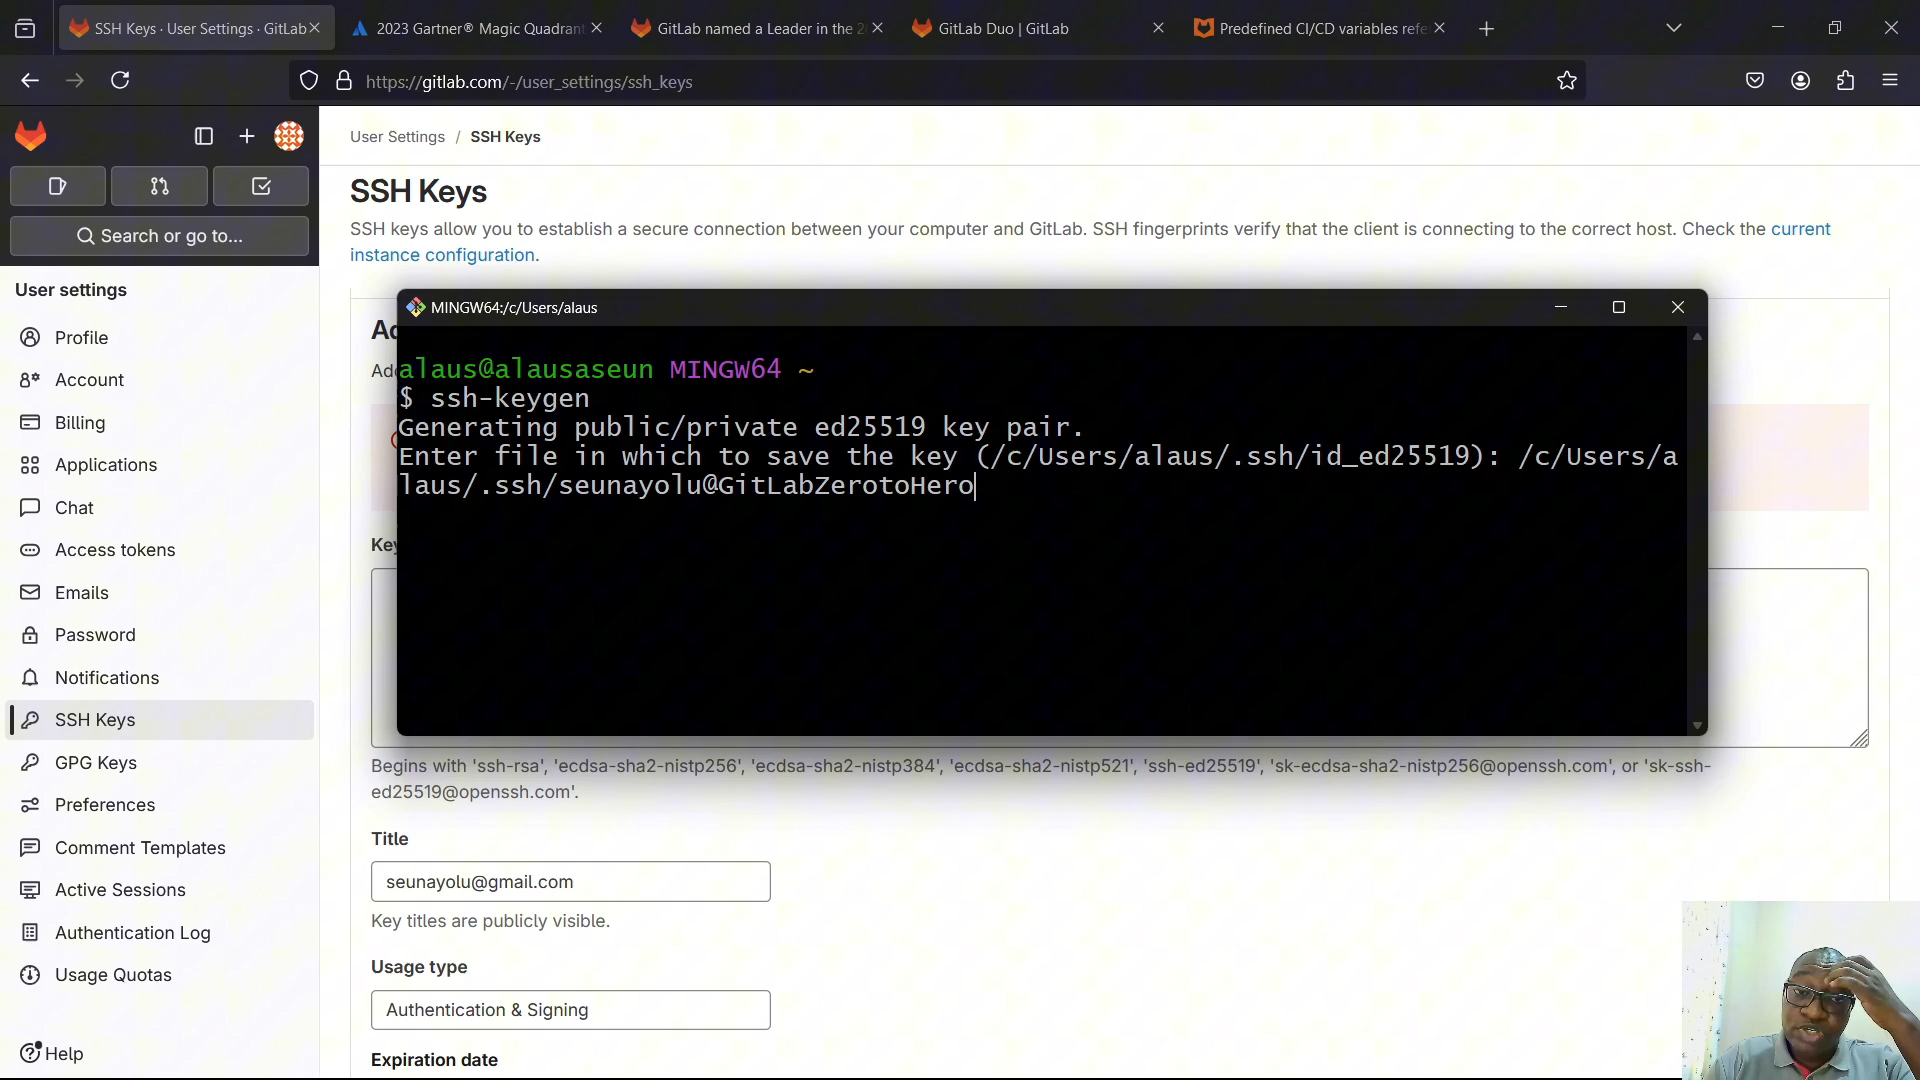 SSH Keys · User Settings · GitLab
2023 Gartner® Magic Quadrant
GitLab named a Leader in the 2
GitLab Duo | GitLab
Predefined CI/CD variables refe
https://gitlab.com/-/user_settings/ssh_keys
User Settings / SSH Keys
SSH Keys
SSH keys allow you to establish a secure connection between your computer and GitLab. SSH fingerprints verify that the client is connecting to the correct host. Check the current
instance configuration.
Search or go to...
User settings
Profile
Account
Billing
Applications
Chat
Access tokens
Emails
Password
Notifications
SSH Keys
GPG Keys
Preferences
Comment Templates
Active Sessions
Authentication Log
Usage Quotas
Help
MINGW64:/c/Users/alaus
alaus@alausaseun MINGW64 ~
$ ssh-keygen
Generating public/private ed25519 key pair.
Enter file in which to save the key (/c/Users/alaus/.ssh/id_ed25519): /c/Users/a
laus/.ssh/seunayolu@GitLabZerotoHero
Key
Begins with 'ssh-rsa', 'ecdsa-sha2-nistp256', 'ecdsa-sha2-nistp384', 'ecdsa-sha2-nistp521', 'ssh-ed25519', 'sk-ecdsa-sha2-nistp256@openssh.com', or 'sk-ssh-
ed25519@openssh.com'.
Title
seunayolu@gmail.com
Key titles are publicly visible.
Usage type
Authentication & Signing
Expiration date